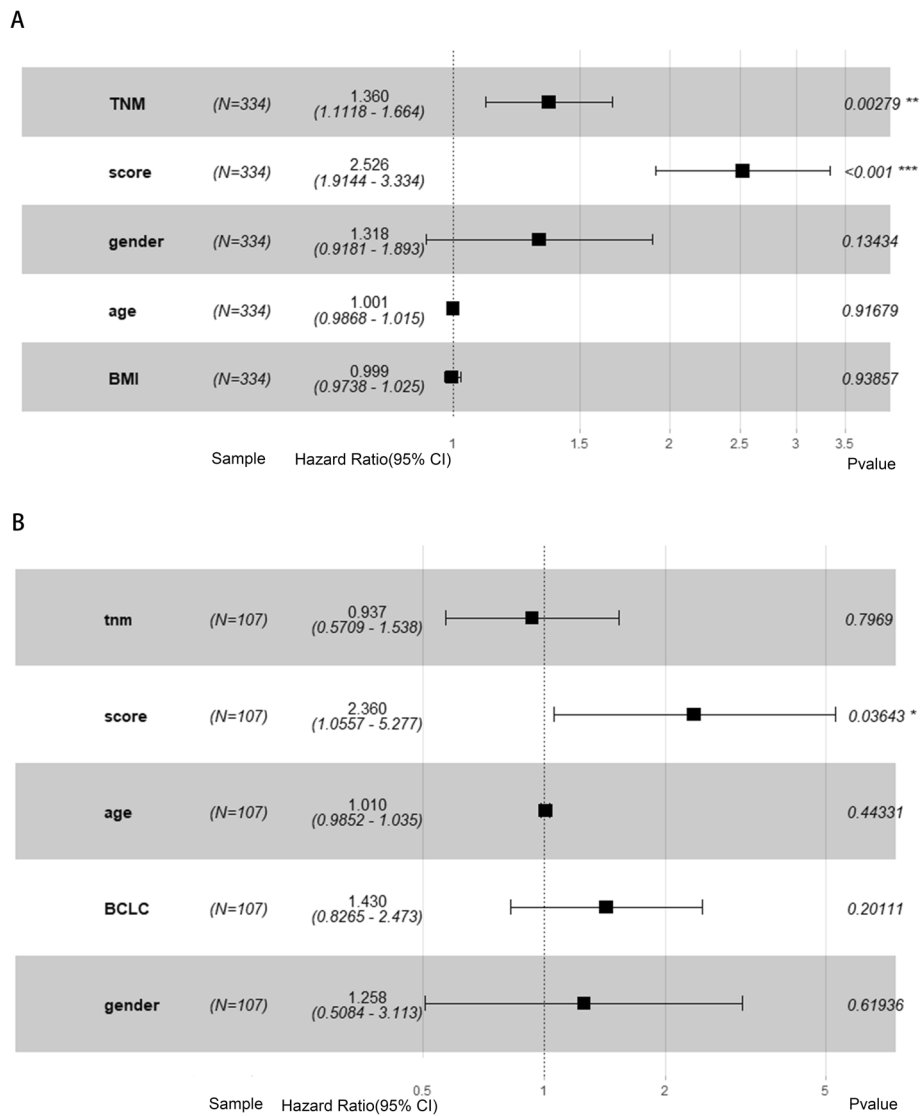 A
TNM (N=334) 1.360 (1.1118 - 1.664) 0.00279 **
score (N=334) 2.526 (1.9144 - 3.334) <0.001 ***
gender (N=334) 1.318 (0.9181 - 1.893) 0.13434
age (N=334) 1.001 (0.9868 - 1.015) 0.91679
BMI (N=334) 0.999 (0.9738 - 1.025) 0.93857
1 1.5 2 2.5 3 3.5
Sample Hazard Ratio(95% CI) Pvalue
B
tnm (N=107) 0.937 (0.5709 - 1.538) 0.7969
score (N=107) 2.360 (1.0557 - 5.277) 0.03643 *
age (N=107) 1.010 (0.9852 - 1.035) 0.44331
BCLC (N=107) 1.430 (0.8265 - 2.473) 0.20111
gender (N=107) 1.258 (0.5084 - 3.113) 0.61936
0.5 1 2 5
Sample Hazard Ratio(95% CI) Pvalue